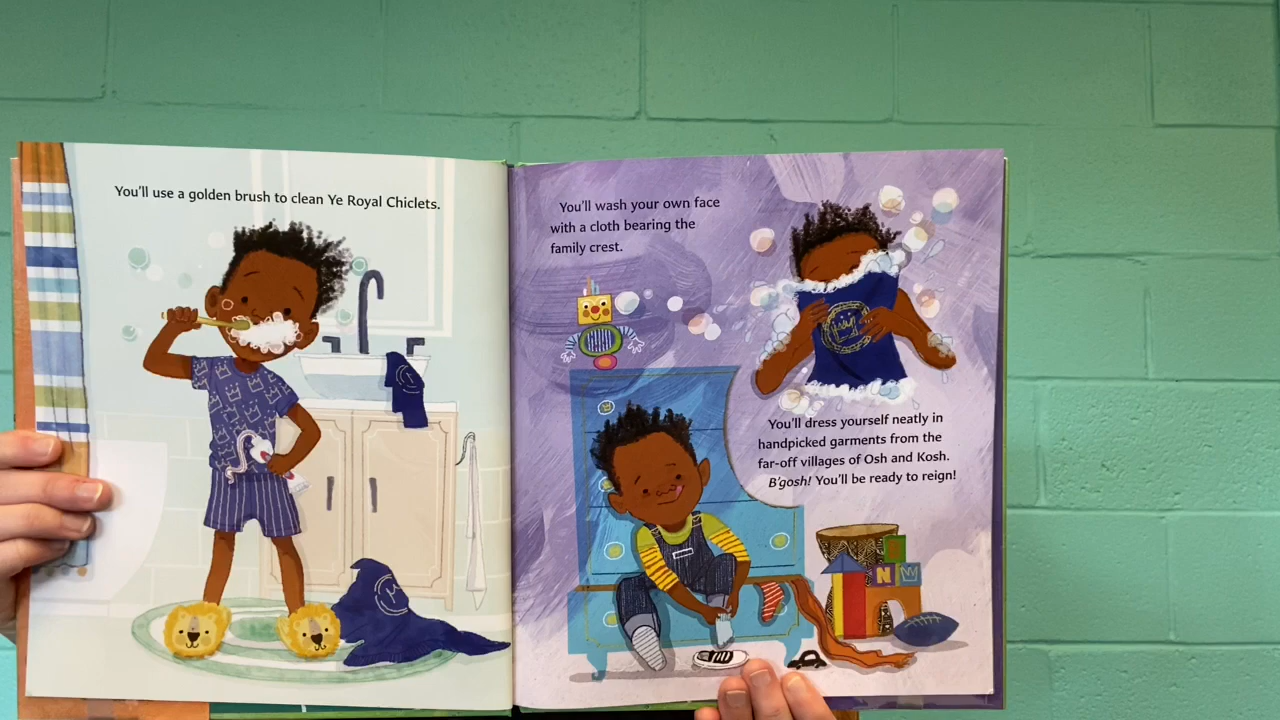 You'll use a golden brush to clean Ye Royal Chiclets.
You'll wash your own face
with a cloth bearing the
family crest.
You'll dress yourself neatly in
handpicked garments from the
far-off villages of Osh and Kosh.
B'gosh! You'll be ready to reign!
N